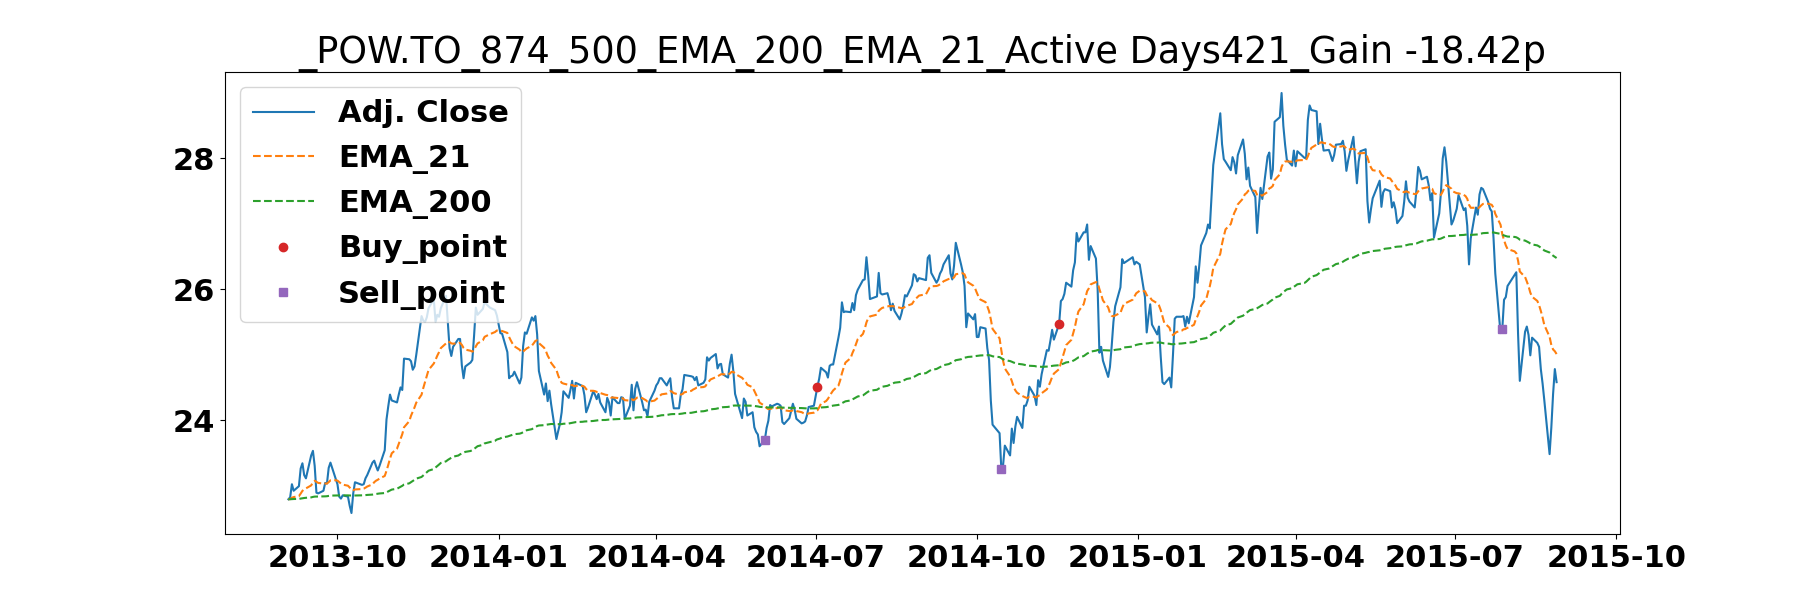 _POW.TO_874_500_EMA_200_EMA_21_Active Days421_Gain -18.42p
Adj. Close
EMA_21
EMA_200
Buy_point
Sell_point
28
26
24
2013-10 2014-01 2014-04 2014-07 2014-10 2015-01 2015-04 2015-07 2015-10